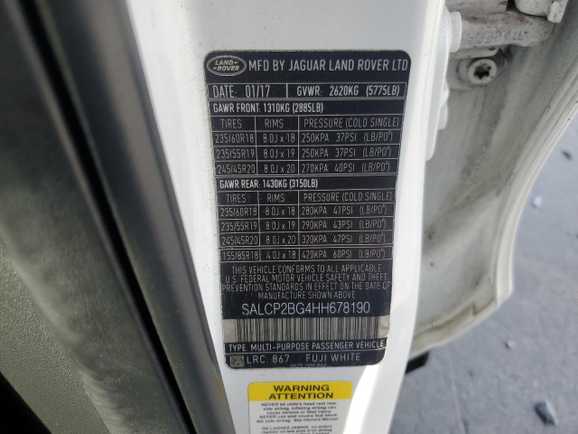 LAND-
ROVER
MFD BY JAGUAR LAND ROVER LTD
DATE: 01/17 GVWR 2620KG (5775LB)
GAWR FRONT: 1310KG (2885LB)
TIRES RIMS PRESSURE (COLD SINGLE)
235/60R18 8.0J x 18 250KPA 37PSI (LB/PO²)
235/55R19 8.0J x 19 250KPA 37PSI (LB/PO²)
245/45R20 8.0J x 20 270KPA 40PSI (LB/PO²)
GAWR REAR: 1430KG (3150LB)
TIRES RIMS PRESSURE (COLD SINGLE)
235/60R18 8.0J x 18 280KPA 41PSI (LB/PO²)
235/55R19 8.0J x 19 290KPA 43PSI (LB/PO²)
245/45R20 8.0J x 20 320KPA 47PSI (LB/PO²)
155/85R18 4.0J x 18 420KPA 60PSI (LB/PO²)
THIS VEHICLE CONFORMS TO ALL APPLICABLE
U.S. FEDERAL MOTOR VEHICLE SAFETY AND
THEFT PREVENTION STANDARDS IN EFFECT ON
THE DATE OF MANUFACTURE SHOWN ABOVE
SALCP2BG4HH678190
TYPE: MULTI-PURPOSE PASSENGER VEHICLE
LRC 867 FUJI WHITE
WARNING
ATTENTION